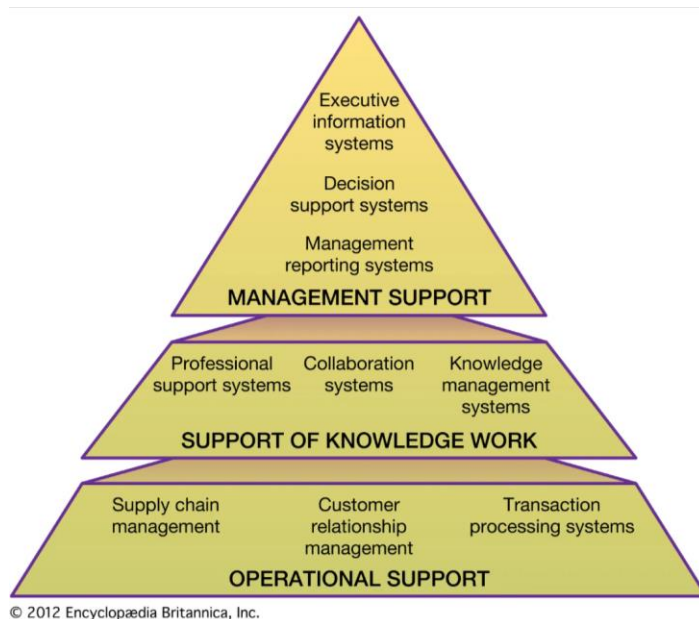 Executive
information
systems
Decision
support systems
Management
reporting systems
MANAGEMENT SUPPORT
Professional
support systems
Collaboration
systems
Knowledge
management
systems
SUPPORT OF KNOWLEDGE WORK
Supply chain
management
Customer
relationship
management
Transaction
processing systems
OPERATIONAL SUPPORT
© 2012 Encyclopædia Britannica, Inc.